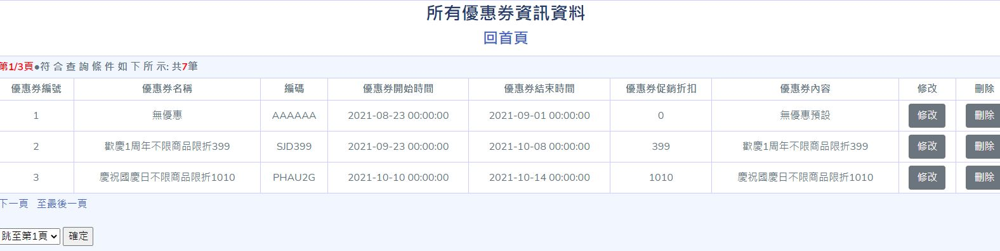 所有優惠券資訊資料
回首頁
第1/3頁●符 合 查 詢 條 件 如 下 所 示: 共7筆
優惠券編號 優惠券名稱 編碼 優惠券開始時間 優惠券結束時間 優惠券促銷折扣 優惠券內容 修改 刪除
1 無優惠 AAAAAA 2021-08-23 00:00:00 2021-09-01 00:00:00 0 無優惠預設 修改 刪除
2 歡慶1周年不限商品限折399 SJD399 2021-09-23 00:00:00 2021-10-08 00:00:00 399 歡慶1周年不限商品限折399 修改 刪除
3 慶祝國慶日不限商品限折1010 PHAU2G 2021-10-10 00:00:00 2021-10-14 00:00:00 1010 慶祝國慶日不限商品限折1010 修改 刪除
下一頁 至最後一頁
跳至第1頁 確定